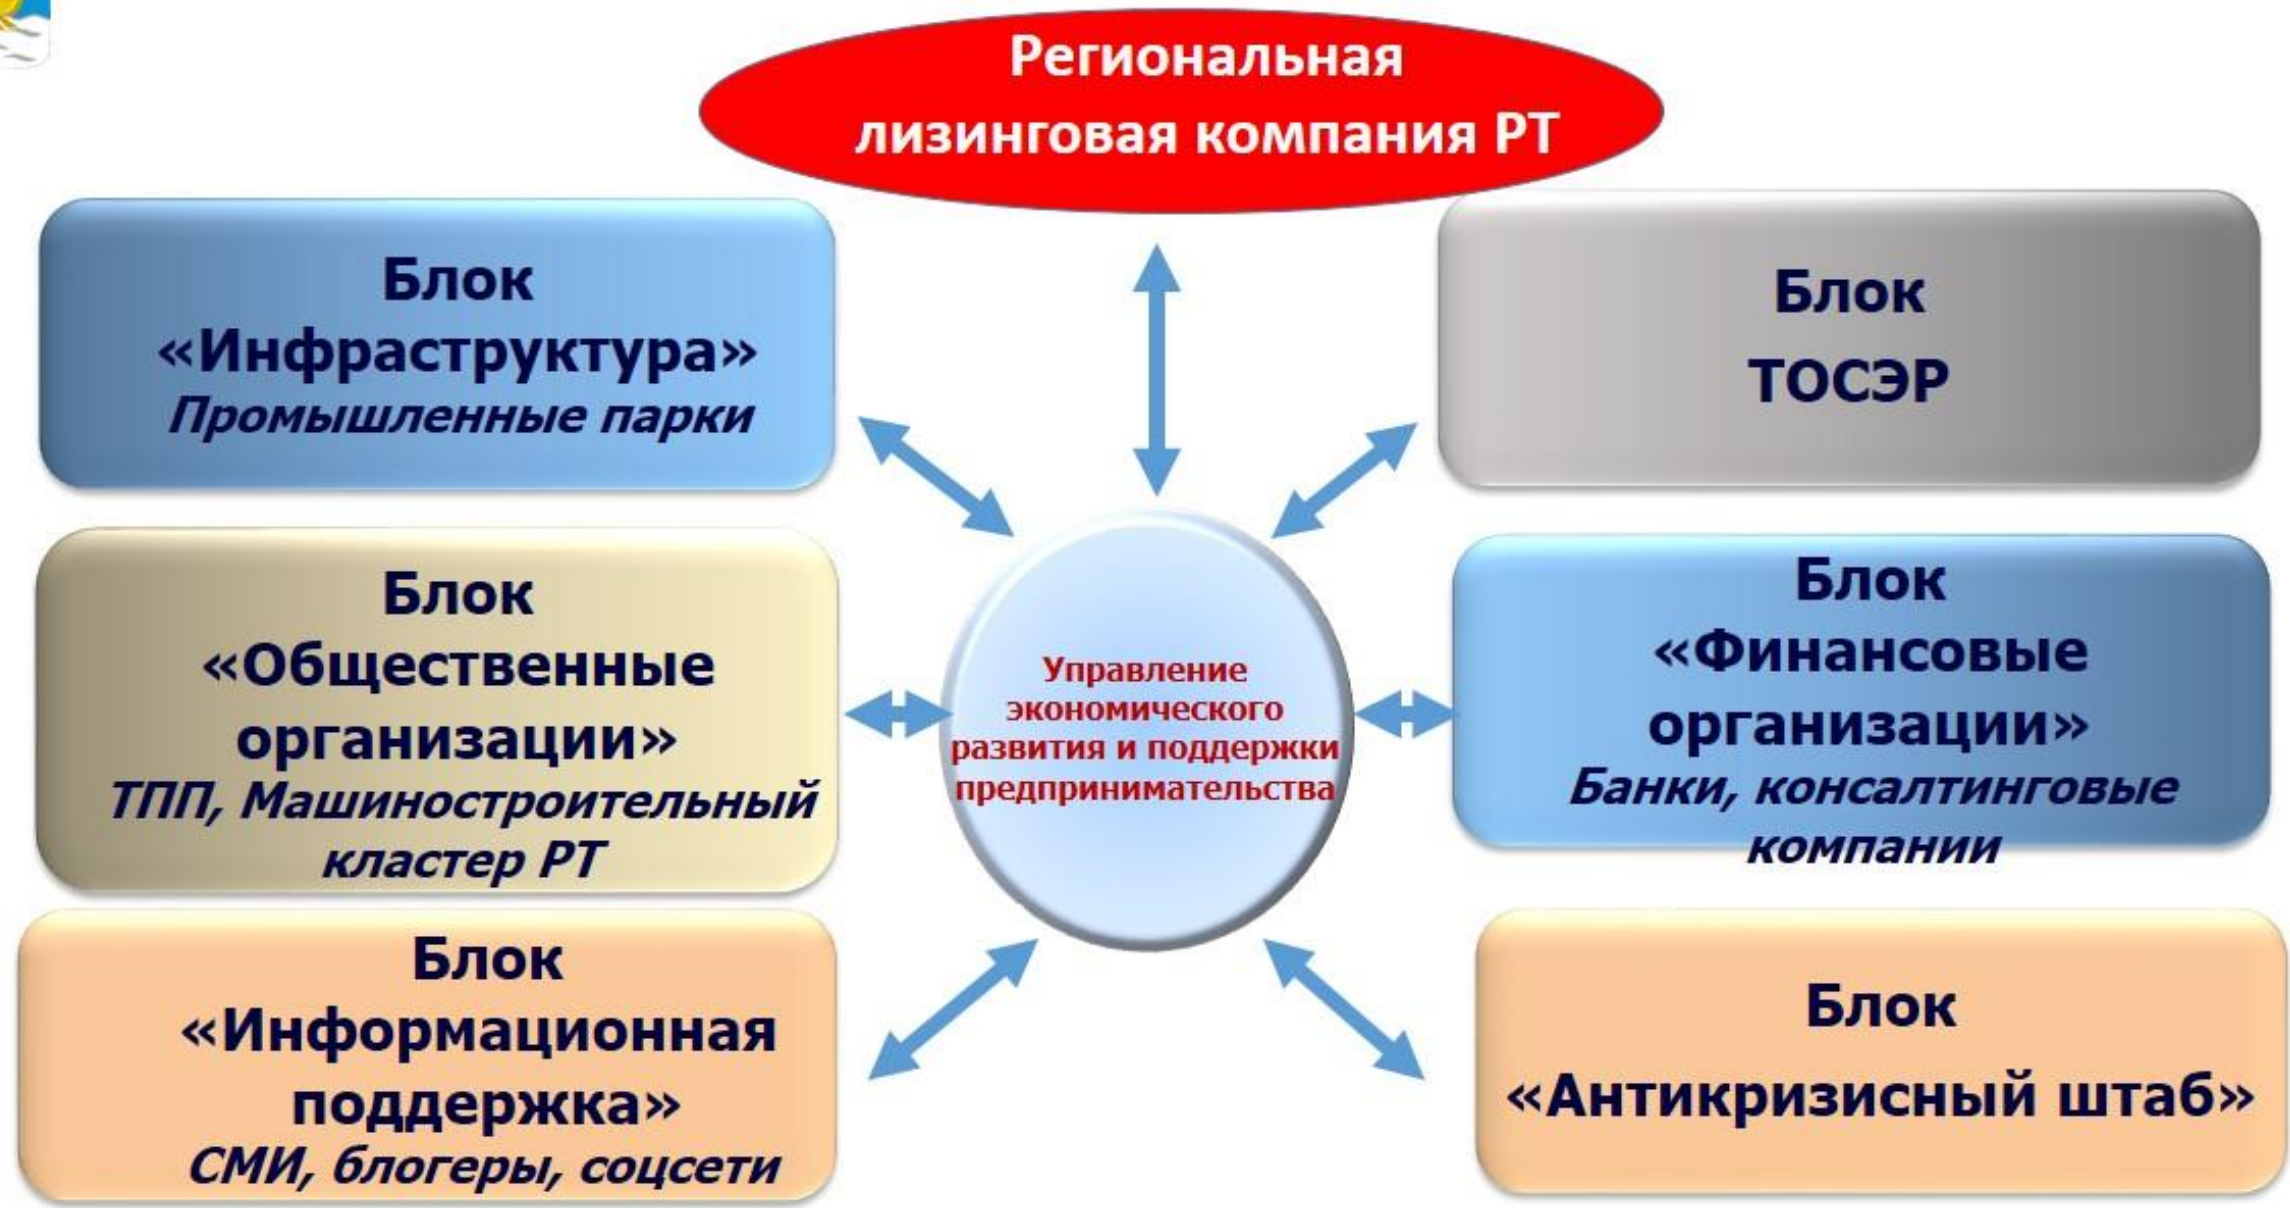 Региональная
лизинговая компания РТ
Блок
«Инфраструктура»
Промышленные парки
Блок
ТОСЭР
Блок
«Общественные
организации»
ТПП, Машиностроительный
кластер РТ
Управление
экономического
развития и поддержки
предпринимательства
Блок
«Финансовые
организации»
Банки, консалтинговые
компании
Блок
«Информационная
поддержка»
СМИ, блогеры, соцсети
Блок
«Антикризисный штаб»